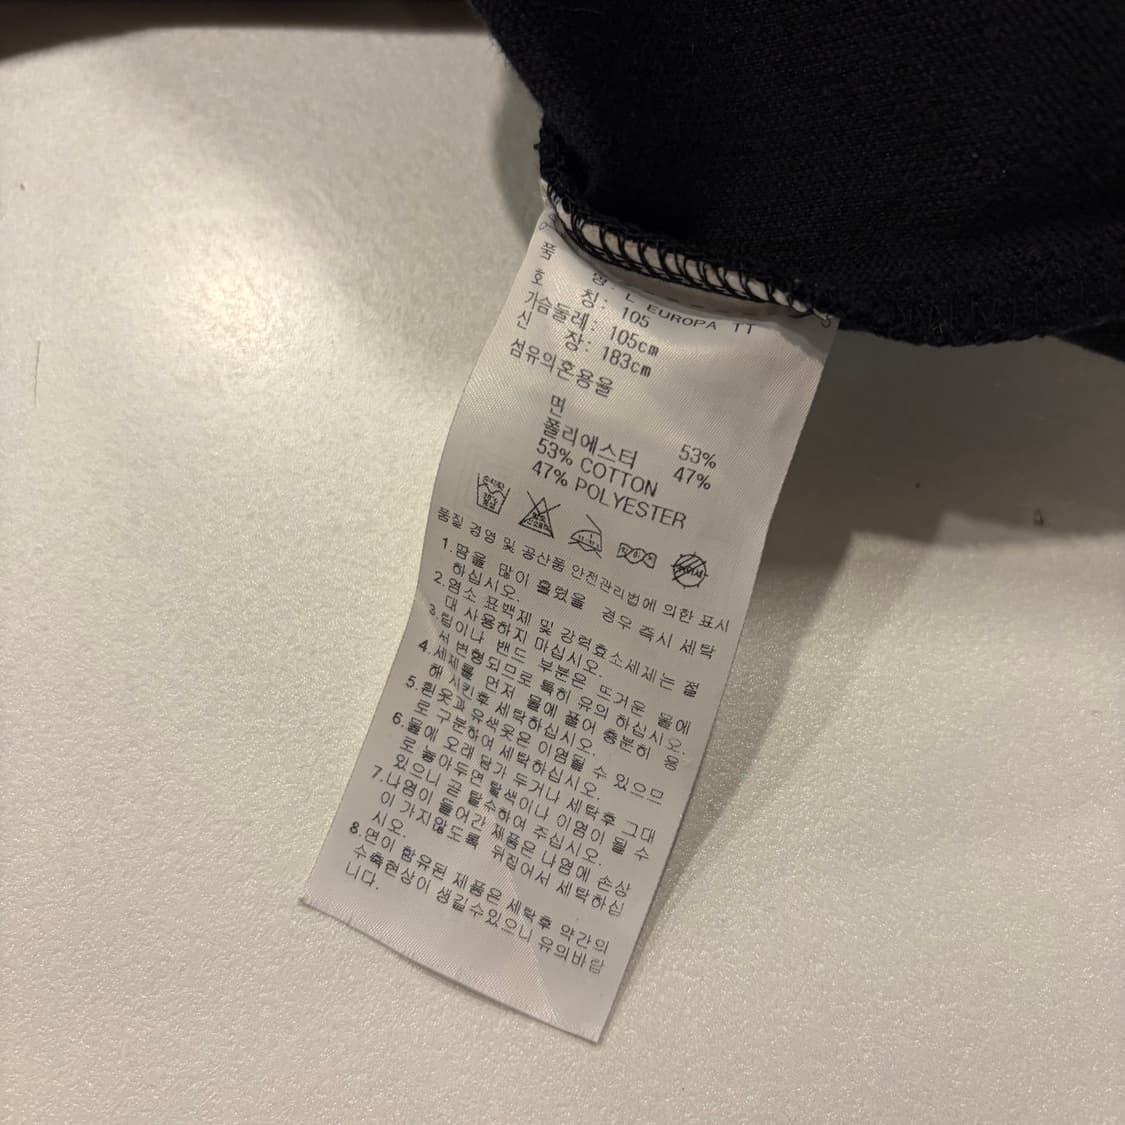 품 명: L EUROPA TT
호 칭: 105
가슴둘레: 105cm
신 장: 183cm
섬유의혼용율
면 53%
폴리에스터 47%
53% COTTON
47% POLYESTER
품질 경영 및 공산품 안전관리법에 의한 표시
1.땀을 많이 흘렸을 경우 즉시 세탁
하십시오.
2.염소 표백제 및 강력효소세제는 절
대 사용하지 마십시오.
3. 이나 밴드 부분은 뜨거운 물에
변형되므로 특히 유의 하십시오.
4.세제를 먼저 물에 풀어 충분히 용
해 시킨 후 세탁하십시오.
5.흰옷과 유색옷은 이염될 수 있으므
로 구분하여 세탁하십시오.
6.물에 오래 담가 두거나 세탁후 그대
로 놓아두면 탈색이나 이염이 될 수
있으니 곧 탈수하여 주십시오.
7.나염이 들어간 제품은 나염에 손상
이 가지않도록 뒤집어서 세탁하십
시오.
8.면이 함유된 제품은 세탁후 약간의
수축현상이 생길수있으니 유의바랍
니다.